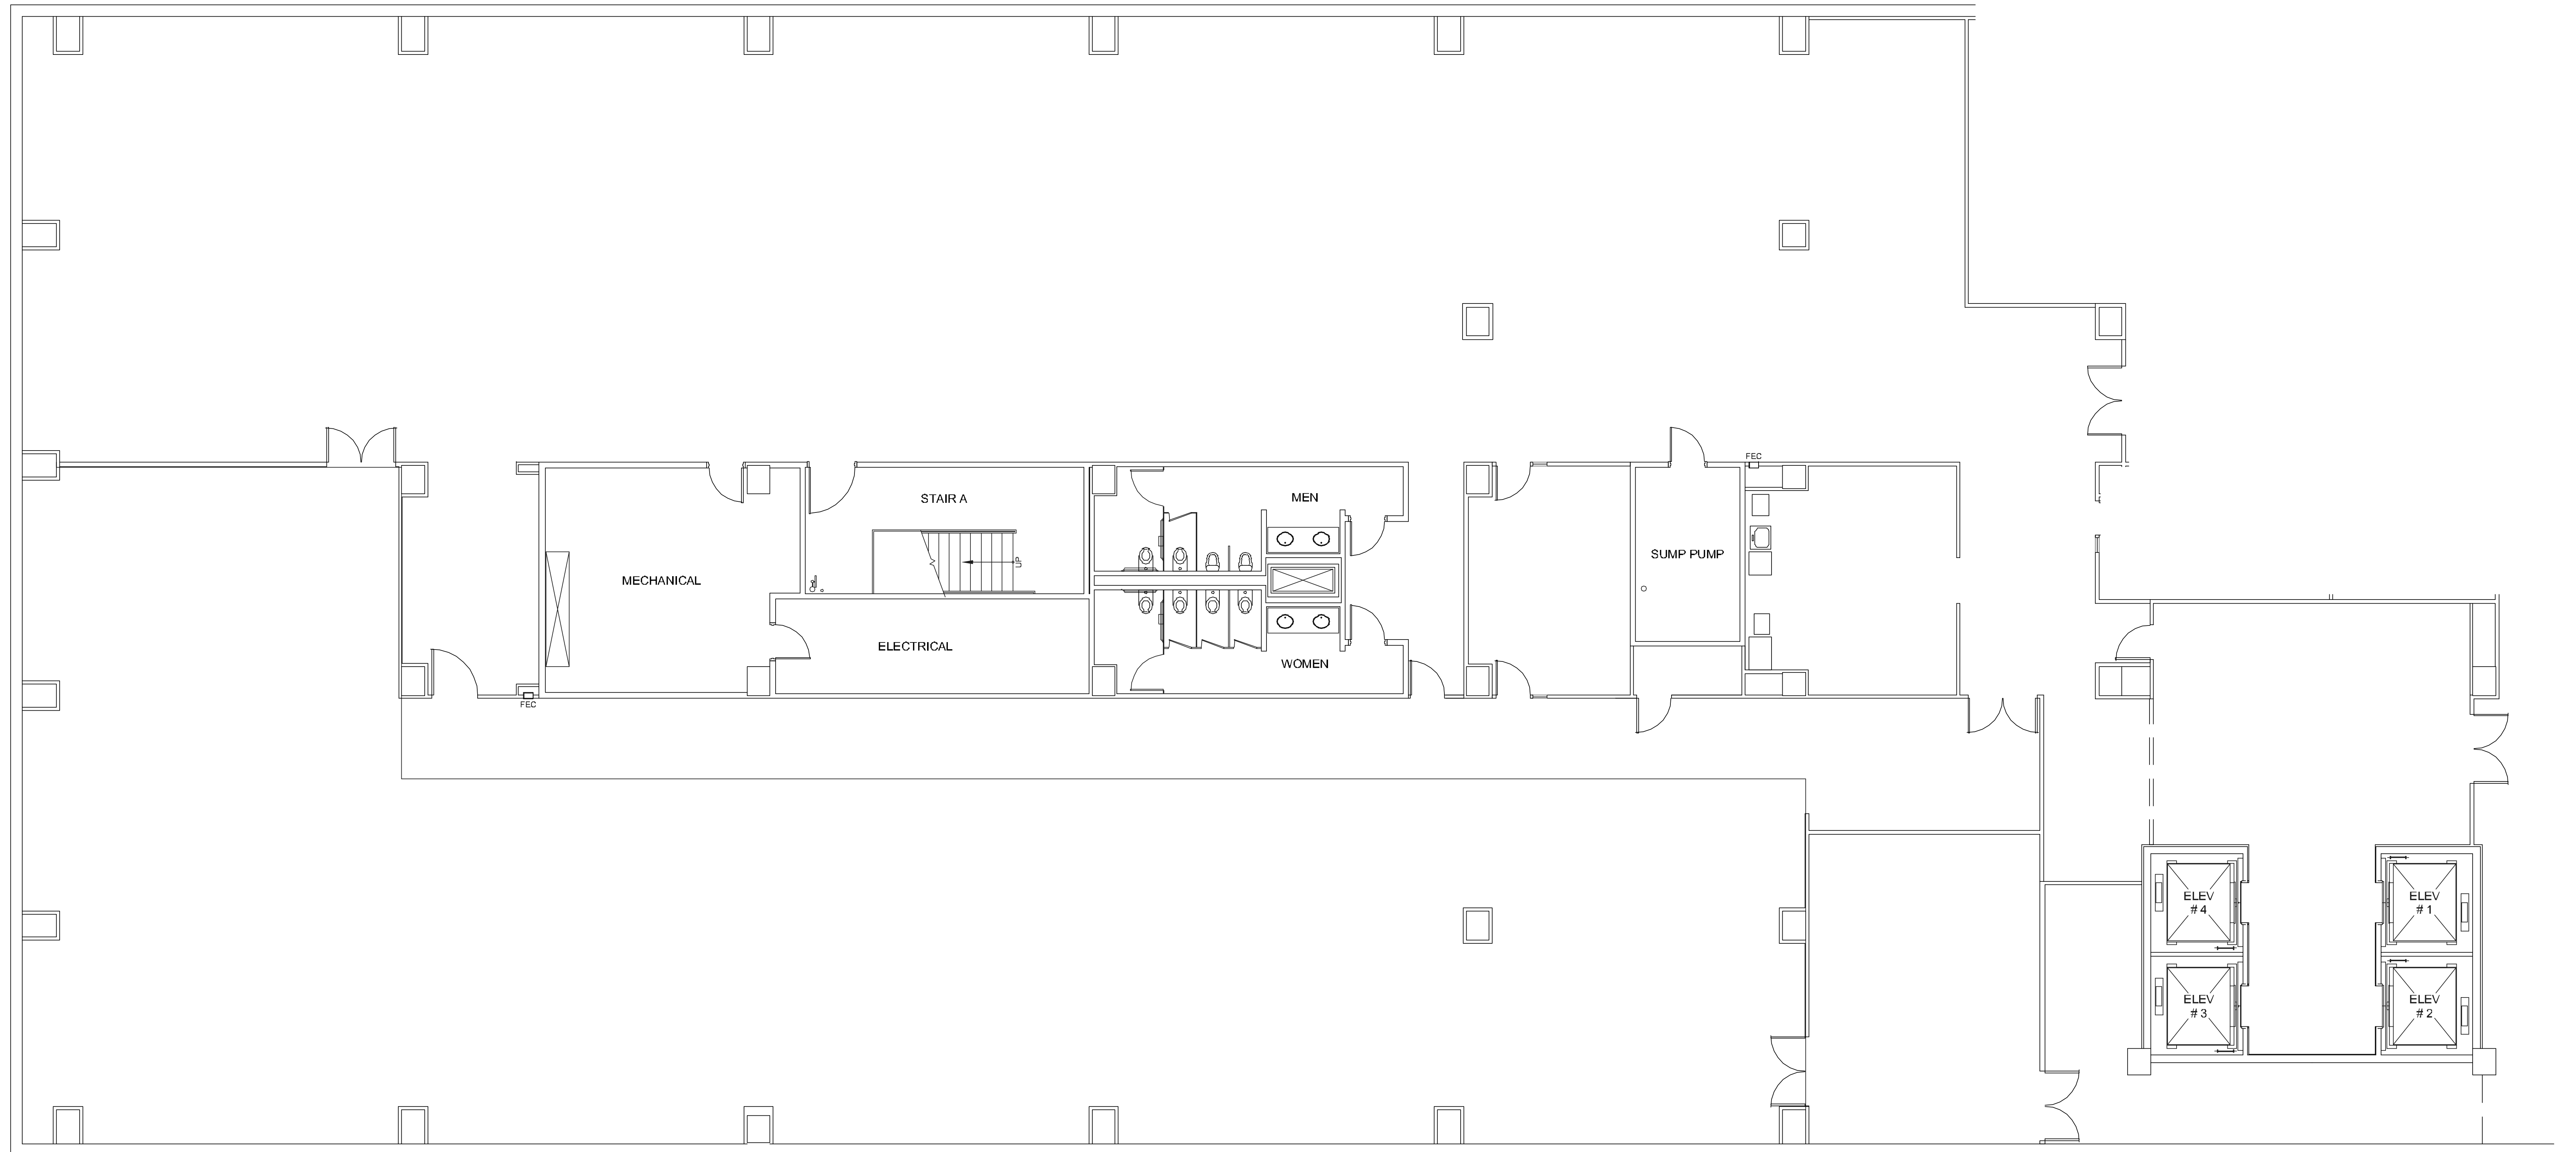 FEC
STAIR A
MEN
SUMP PUMP
UP
MECHANICAL
ELECTRICAL
WOMEN
FEC
ELEV
# 4
ELEV
# 1
ELEV
# 3
ELEV
# 2